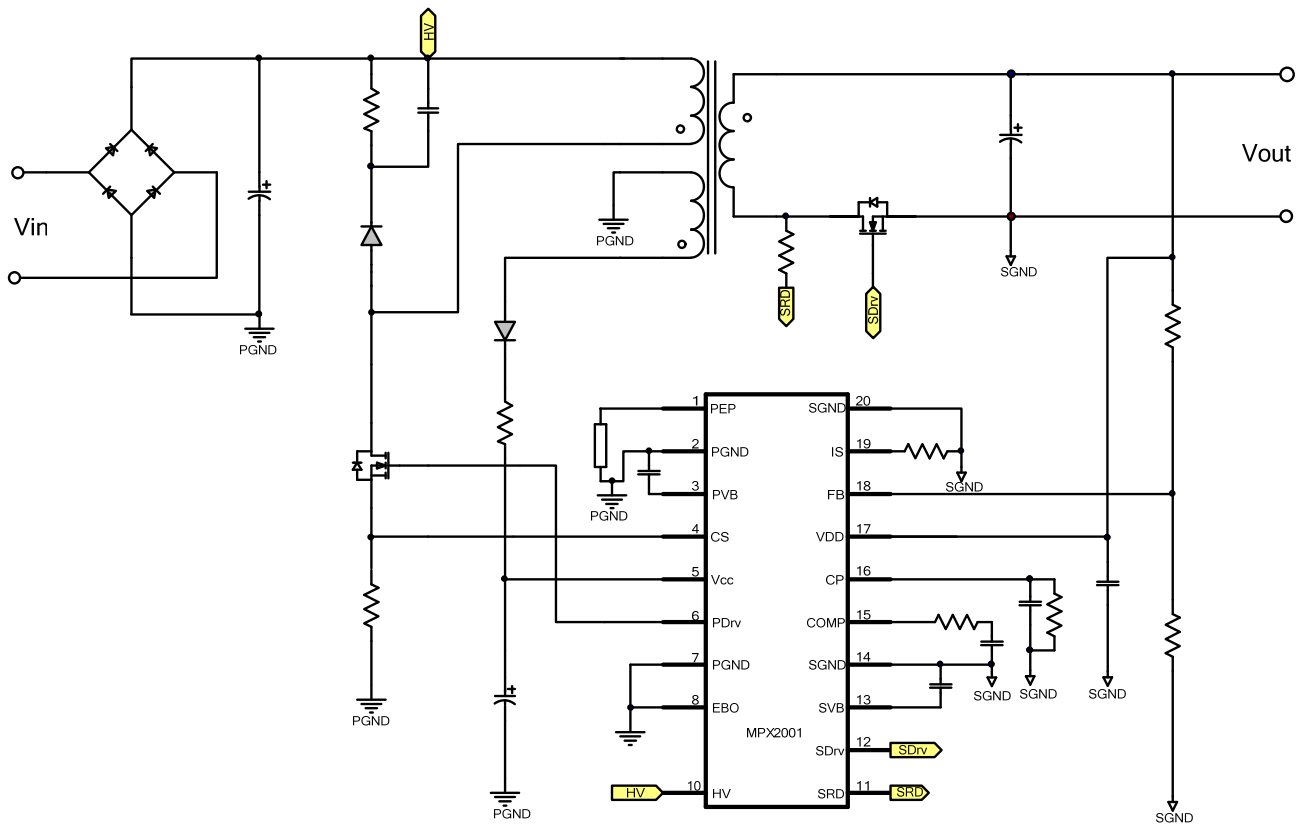 HV
Vin
PGND
PGND
SRD
SDrv
SGND
Vout
1 PEP
2 PGND
3 PVB
4 CS
5 Vcc
6 PDrv
7 PGND
8 EBO
10 HV
HV
MPX2001
SGND 20
IS 19
FB 18
VDD 17
CP 16
COMP 15
SGND 14
SVB 13
SDrv 12
SRD 11
SDrv
SRD
PGND
SGND
PGND
PGND
SGND
SGND
SGND
SGND